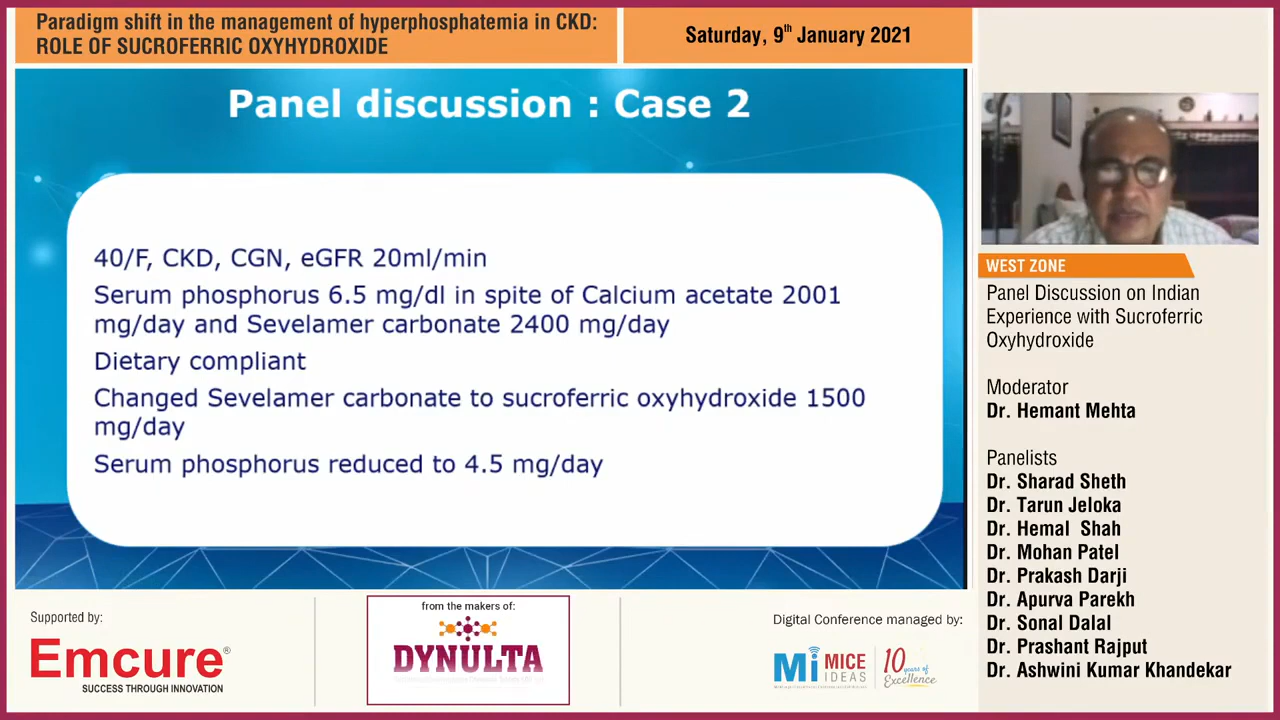 Paradigm shift in the management of hyperphosphatemia in CKD:
ROLE OF SUCROFERRIC OXYHYDROXIDE
Saturday, 9th January 2021
Panel discussion : Case 2
40/F, CKD, CGN, eGFR 20ml/min
Serum phosphorus 6.5 mg/dl in spite of Calcium acetate 2001
mg/day and Sevelamer carbonate 2400 mg/day
Dietary compliant
Changed Sevelamer carbonate to sucroferric oxyhydroxide 1500
mg/day
Serum phosphorus reduced to 4.5 mg/day
WEST ZONE
Panel Discussion on Indian
Experience with Sucroferric
Oxyhydroxide
Moderator
Dr. Hemant Mehta
Panelists
Dr. Sharad Sheth
Dr. Tarun Jeloka
Dr. Hemal Shah
Dr. Mohan Patel
Dr. Prakash Darji
Dr. Apurva Parekh
Dr. Sonal Dalal
Dr. Prashant Rajput
Dr. Ashwini Kumar Khandekar
Supported by:
Emcure®
SUCCESS THROUGH INNOVATION
from the makers of:
DYNULTA
Digital Conference managed by:
Mi MICE
IDEAS
10 years of
Excellence